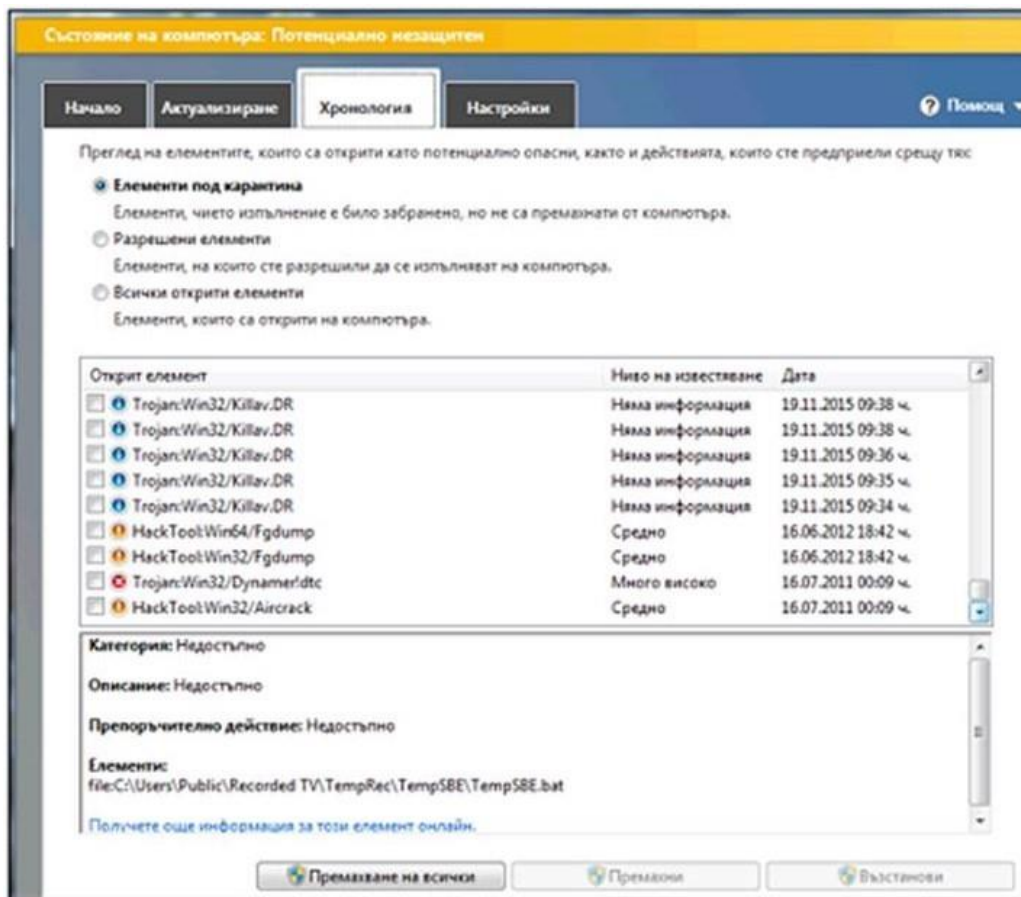 Състояние на компютъра: Потенциално незащитен
Начало Актуализиране Хронология Настройки Помощ
Преглед на елементите, които са открити като потенциално опасни, както и действията, които сте предприели срещу тях
Елементи под карантина
Елементи, чието изпълнение е било забранено, но не са премахнати от компютъра.
Разрешени елементи
Елементи, на които сте разрешили да се изпълняват на компютъра.
Всички открити елементи
Елементи, които са открити на компютъра.
Открит елемент Ниво на известяване Дата
Trojan:Win32/Killav.DR Няма информация 19.11.2015 09:38 ч.
Trojan:Win32/Killav.DR Няма информация 19.11.2015 09:38 ч.
Trojan:Win32/Killav.DR Няма информация 19.11.2015 09:36 ч.
Trojan:Win32/Killav.DR Няма информация 19.11.2015 09:35 ч.
Trojan:Win32/Killav.DR Няма информация 19.11.2015 09:34 ч.
HackTool:Win64/Fgdump Средно 16.06.2012 18:42 ч.
HackTool:Win32/Fgdump Средно 16.06.2012 18:42 ч.
Trojan:Win32/Dynamer!dtc Много високо 16.07.2011 00:09 ч.
HackTool:Win32/Aircrack Средно 16.07.2011 00:09 ч.
Категория: Недостъпно
Описание: Недостъпно
Препоръчително действие: Недостъпно
Елементи:
file:C:\Users\Public\Recorded TV\TempRec\TempSBE\TempSBE.bat
Получете още информация за този елемент онлайн.
Премахване на всички Премахни Възстанови